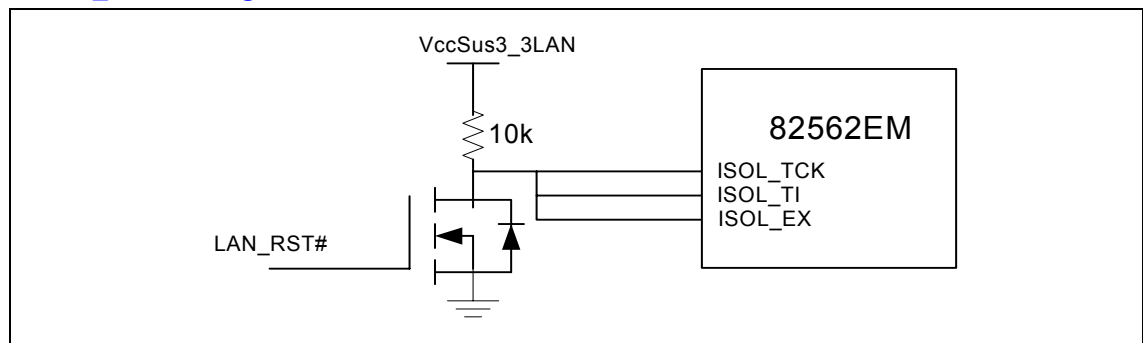 VccSus3_3LAN
10k
82562EM
ISOL_TCK
ISOL_TI
ISOL_EX
LAN_RST#